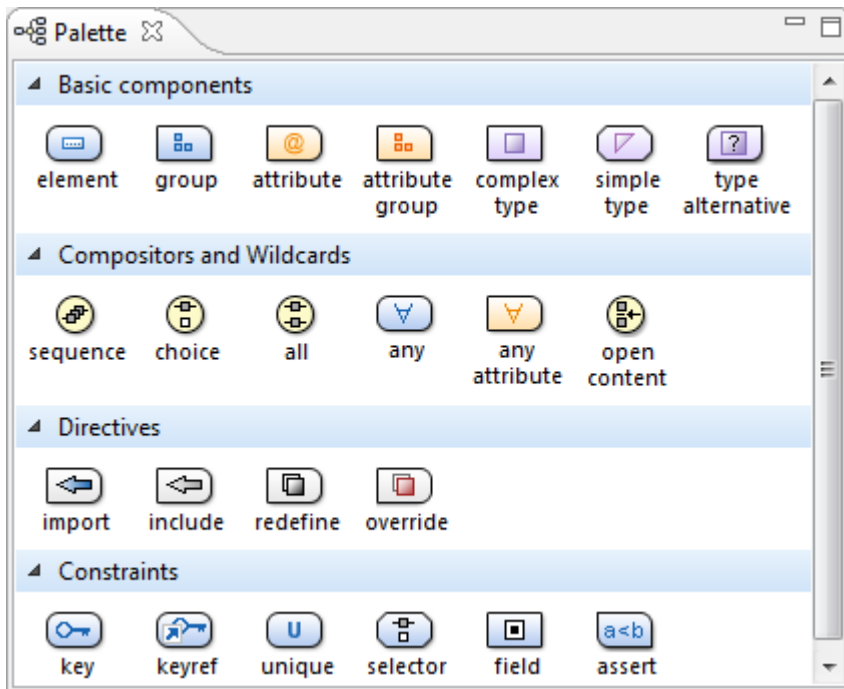 Palette
Basic components
element group attribute attribute complex simple type
group type type alternative
Compositors and Wildcards
sequence choice all any any open
attribute content
Directives
import include redefine override
Constraints
@ ?
U a<b
key keyref unique selector field assert